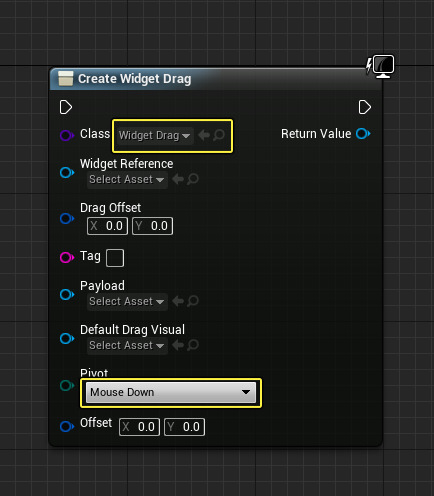 Create Widget Drag
Class Widget Drag Return Value
Widget Reference
Select Asset
Drag Offset
X 0.0 Y 0.0
Tag
Payload
Select Asset
Default Drag Visual
Select Asset
Pivot
Mouse Down
Offset X 0.0 Y 0.0